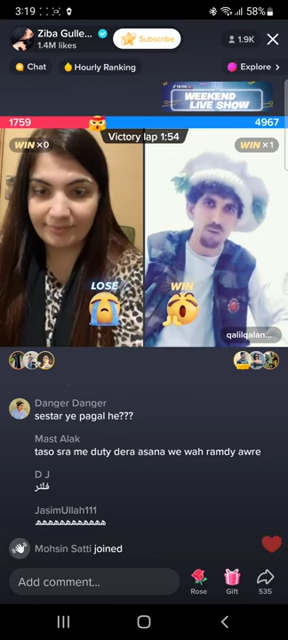 3:19
58%
Ziba Gulle...
1.4M likes
Subscribe
1.9K
Chat
Hourly Ranking
Explore >
WEEKEND
LIVE SHOW
1759
4967
Victory lap 1:54
WIN ×0
WIN ×1
LOSE
WIN
qalilqalan...
Danger Danger
sestar ye pagal he???
Mast Alak
taso sra me duty dera asana we wah ramdy awre
D J
فلتر
JasimUllah111
Mohsin Satti joined
Add comment...
Rose
Gift
535